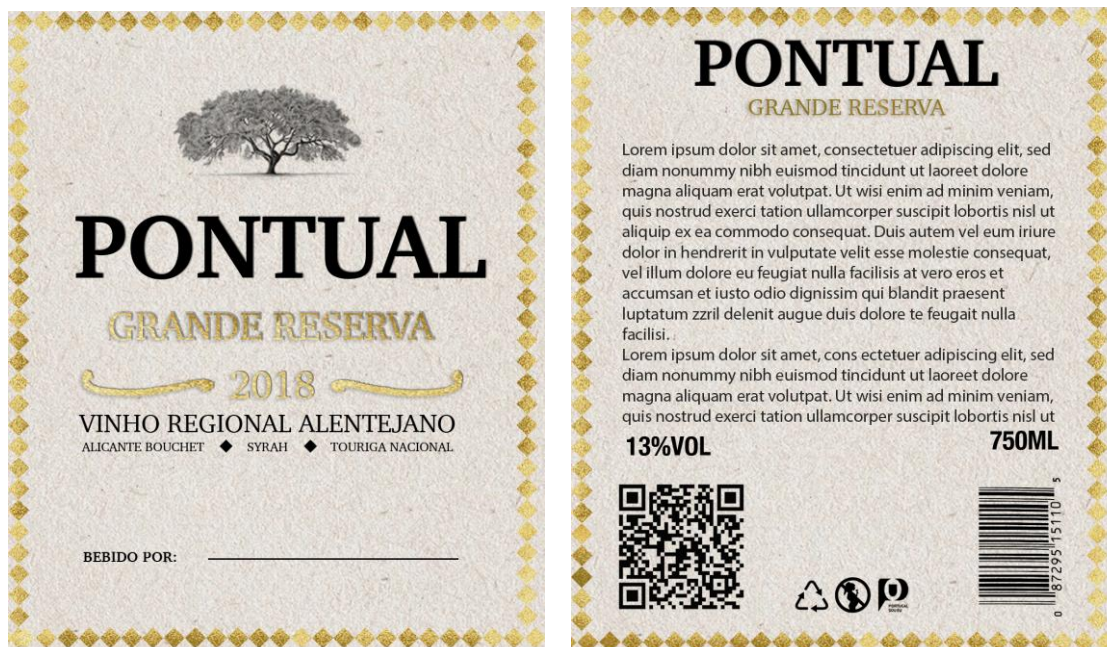 PONTUAL
GRANDE RESERVA
2018
VINHO REGIONAL ALENTEJANO
ALICANTE BOUCHET ◆ SYRAH ◆ TOURIGA NACIONAL
BEBIDO POR:
PONTUAL
GRANDE RESERVA
Lorem ipsum dolor sit amet, consectetuer adipiscing elit, sed
diam nonummy nibh euismod tincidunt ut laoreet dolore
magna aliquam erat volutpat. Ut wisi enim ad minim veniam,
quis nostrud exerci tation ullamcorper suscipit lobortis nisl ut
aliquip ex ea commodo consequat. Duis autem vel eum iriure
dolor in hendrerit in vulputate velit esse molestie consequat,
vel illum dolore eu feugiat nulla facilisis at vero eros et
accumsan et iusto odio dignissim qui blandit praesent
luptatum zzril delenit augue duis dolore te feugait nulla
facilisi.
Lorem ipsum dolor sit amet, cons ectetuer adipiscing elit, sed
diam nonummy nibh euismod tincidunt ut laoreet dolore
magna aliquam erat volutpat. Ut wisi enim ad minim veniam,
quis nostrud exerci tation ullamcorper suscipit lobortis nisl ut
13%VOL
750ML
0 87295 15110 5